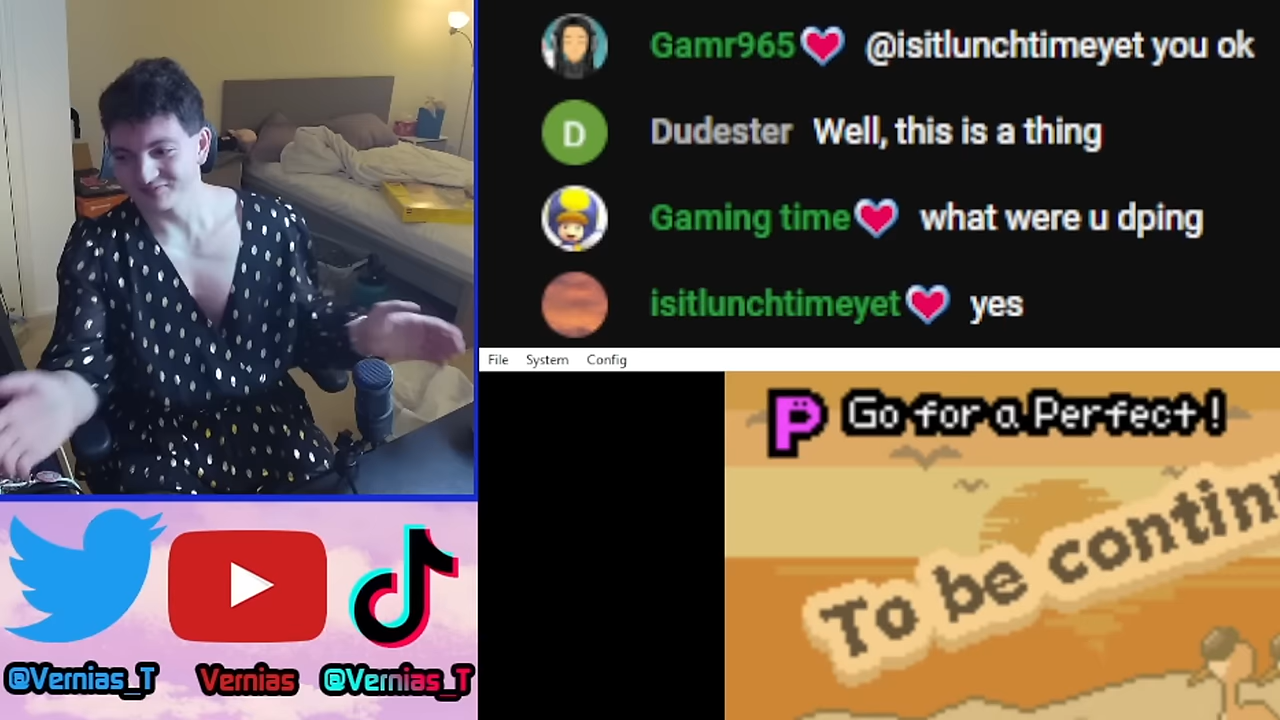 Gamr965 @isitlunchtimeyet you ok
D
Dudester Well, this is a thing
Gaming time what were u dping
isitlunchtimeyet yes
File System Config
P Go for a Perfect!
To be contin
@Vernias_T Vernias @Vernias_T